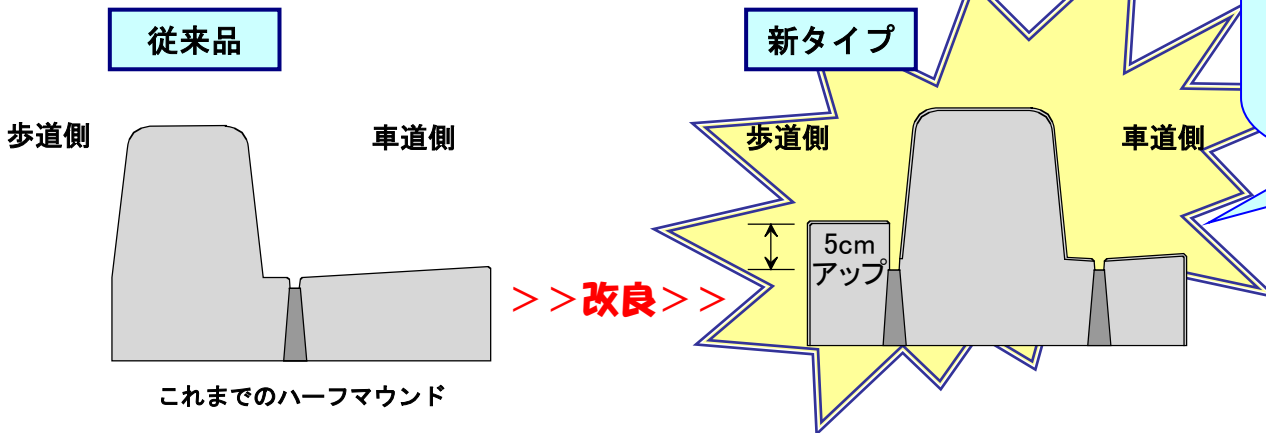 従来品
新タイプ
歩道側
車道側
歩道側
車道側
5cm
アップ
>>改良>>
これまでのハーフマウンド